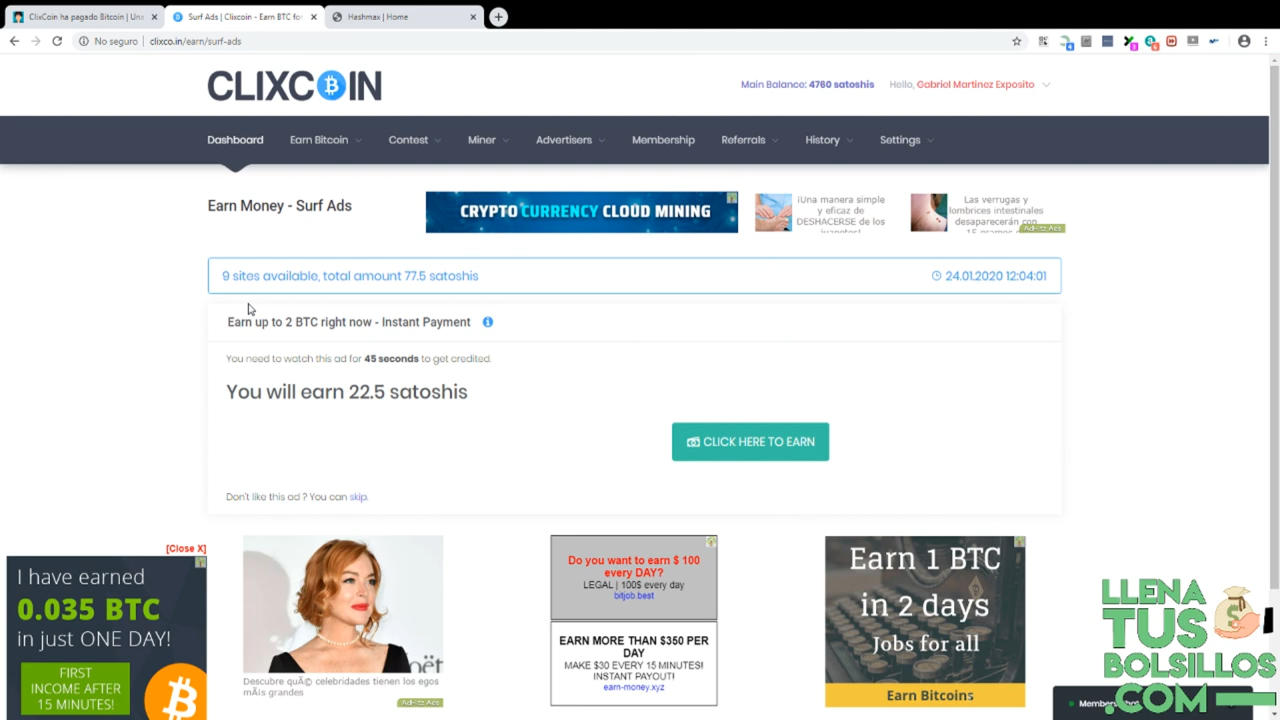 ClixCoin ha pagado Bitcoin | Una
Surf Ads | Clixcoin - Earn BTC for
Hashmax | Home
No seguro | clixco.in/earn/surf-ads
CLIXCOIN
Main Balance: 4760 satoshis
Hello, Gabriel Martinez Exposito
Dashboard
Earn Bitcoin
Contest
Miner
Advertisers
Membership
Referrals
History
Settings
Earn Money - Surf Ads
CRYPTO CURRENCY CLOUD MINING
¡Una manera simple
y eficaz de
DESHACERSE de los
juanetes!
Las verrugas y
lombrices intestinales
desaparecerán con
15 gramos de
9 sites available, total amount 77.5 satoshis
24.01.2020 12:04:01
Earn up to 2 BTC right now - Instant Payment
You need to watch this ad for 45 seconds to get credited.
You will earn 22.5 satoshis
CLICK HERE TO EARN
Don't like this ad ? You can skip.
[Close X]
I have earned
0.035 BTC
in just ONE DAY!
FIRST
INCOME AFTER
15 MINUTES!
Descubre quÃ© celebridades tienen los egos
mÃis grandes
Do you want to earn $ 100
every DAY?
LEGAL | 100$ every day
bitjob.best
EARN MORE THAN $350 PER
DAY
MAKE $30 EVERY 15 MINUTES!
INSTANT PAYOUT!
earn-money.xyz
Earn 1 BTC
in 2 days
Jobs for all
Earn Bitcoins
LLENA
TUS
BOLSILLOS
.COM